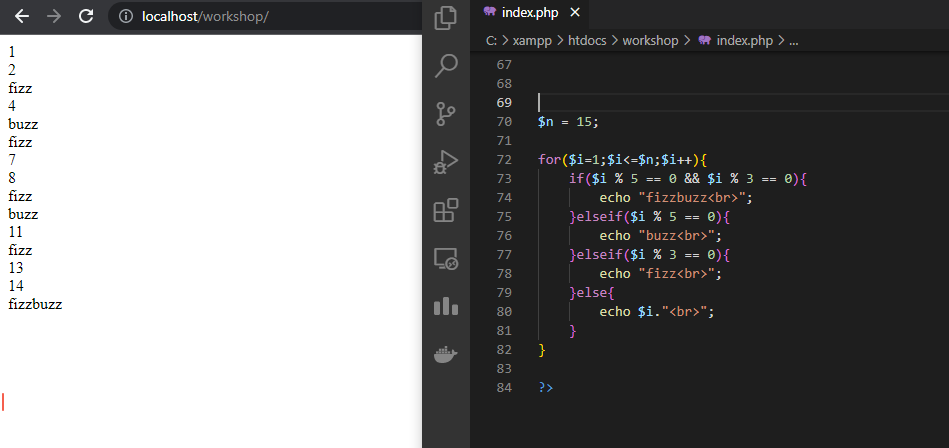 localhost/workshop/
1
2
fizz
4
buzz
fizz
7
8
fizz
buzz
11
fizz
13
14
fizzbuzz
index.php
C: > xampp > htdocs > workshop > index.php > ...
67
68
69
70 $n = 15;
71
72 for($i=1;$i<=$n;$i++){
73 if($i % 5 == 0 && $i % 3 == 0){
74 echo "fizzbuzz<br>";
75 }elseif($i % 5 == 0){
76 echo "buzz<br>";
77 }elseif($i % 3 == 0){
78 echo "fizz<br>";
79 }else{
80 echo $i."<br>";
81 }
82 }
83
84 ?>